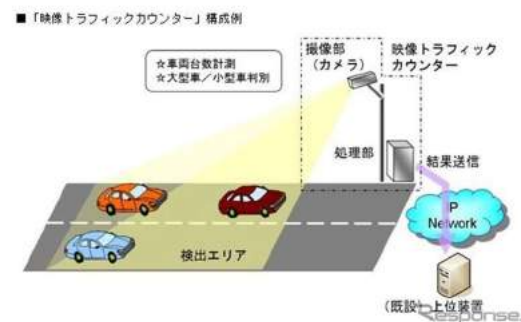 ■「映像トラフィックカウンター」構成例
☆車両台数計測
☆大型車／小型車判別
撮像部
（カメラ）
映像トラフィック
カウンター
処理部
結果送信
検出エリア
IP
Network
(既設) 上位装置
Response.